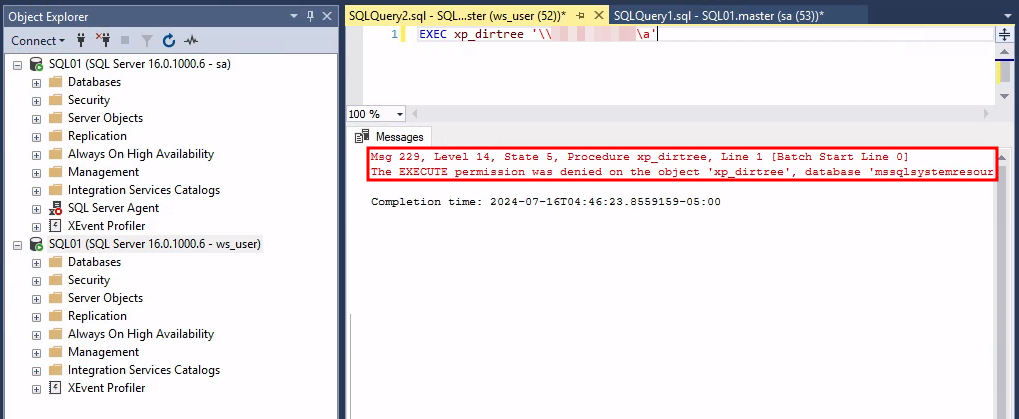 Object Explorer
Connect
SQL01 (SQL Server 16.0.1000.6 - sa)
Databases
Security
Server Objects
Replication
Always On High Availability
Management
Integration Services Catalogs
SQL Server Agent
XEvent Profiler
SQL01 (SQL Server 16.0.1000.6 - ws_user)
Databases
Security
Server Objects
Replication
Always On High Availability
Management
Integration Services Catalogs
XEvent Profiler
SQLQuery2.sql - SQL...ster (ws_user (52))* SQLQuery1.sql - SQL01.master (sa (53))*
1 EXEC xp_dirtree '\\ \a'
100 %
Messages
Msg 229, Level 14, State 5, Procedure xp_dirtree, Line 1 [Batch Start Line 0]
The EXECUTE permission was denied on the object 'xp_dirtree', database 'mssqlsystemresour
Completion time: 2024-07-16T04:46:23.8559159-05:00